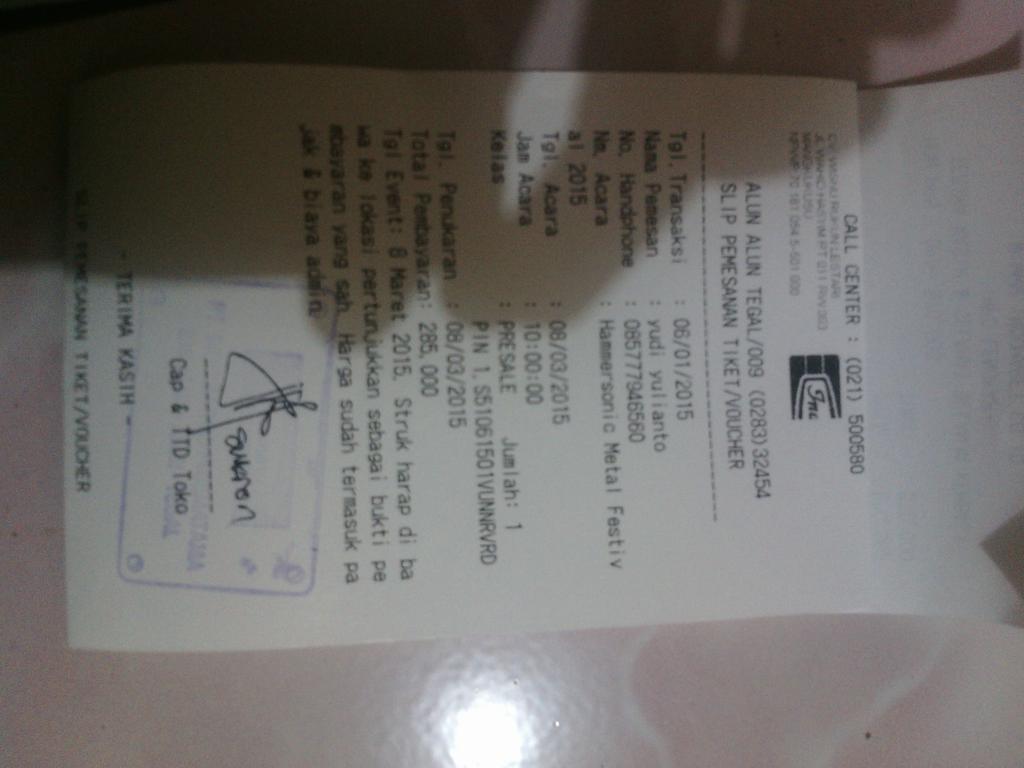 CALL CENTER : (021) 500580
Inc
ALUN ALUN TEGAL/009 (0283)32454
SLIP PEMESANAN TIKET/VOUCHER
--------------------------------
Tgl. Transaksi : 06/01/2015
Nama Pemesan : yudi yulianto
No. Handphone : 085777946560
Nm. Acara : Hammersonic Metal Festiv
al 2015
Tgl. Acara : 08/03/2015
Jam Acara : 10:00:00
Kelas : PRESALE Jumlah: 1
PIN 1. S51061501VUNNRVRD
Tgl. Penukaran : 08/03/2015
Total Pembayaran: 285,000
Tgl Event: 8 Maret 2015. Struk harap di ba
wa ke lokasi pertunjukkan sebagai bukti pe
mbayaran yang sah. Harga sudah termasuk pa
jak & biaya admin.
----------
Cap & TTD Toko
- TERIMA KASIH -
SLIP PEMESANAN TIKET/VOUCHER